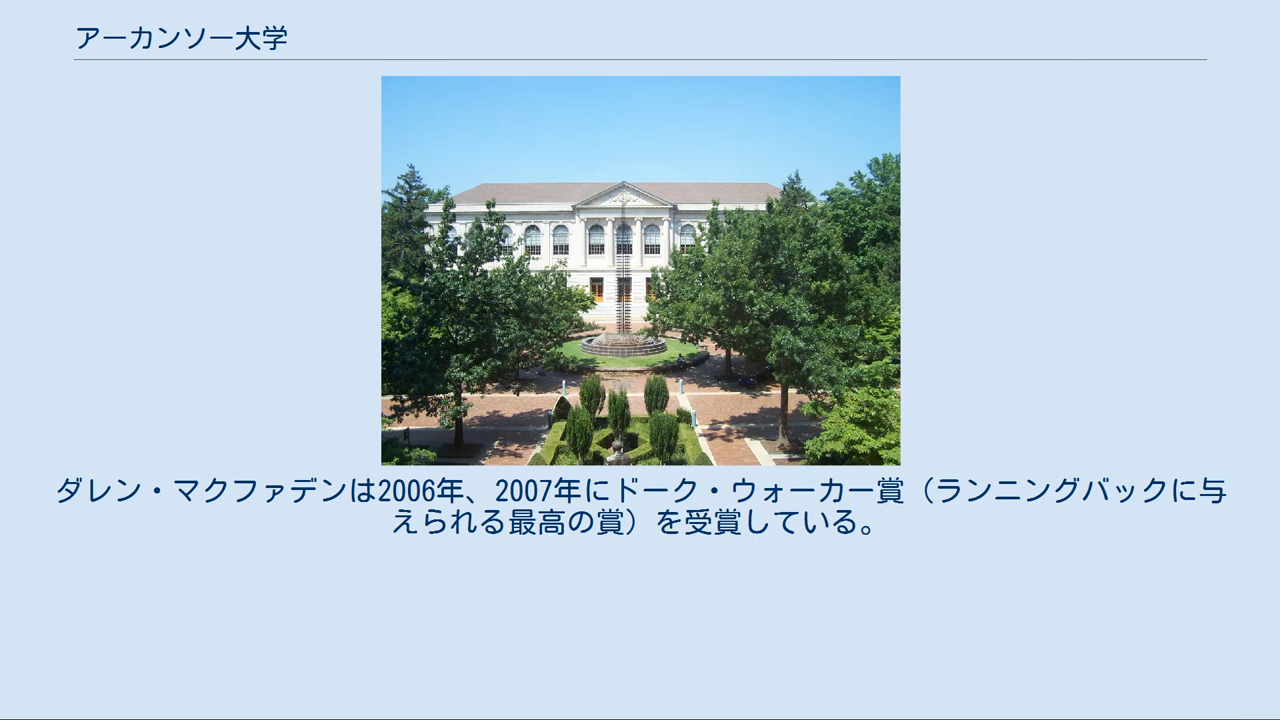 アーカンソー大学
ダレン・マクファデンは2006年、2007年にドーク・ウォーカー賞（ランニングバックに与
えられる最高の賞）を受賞している。